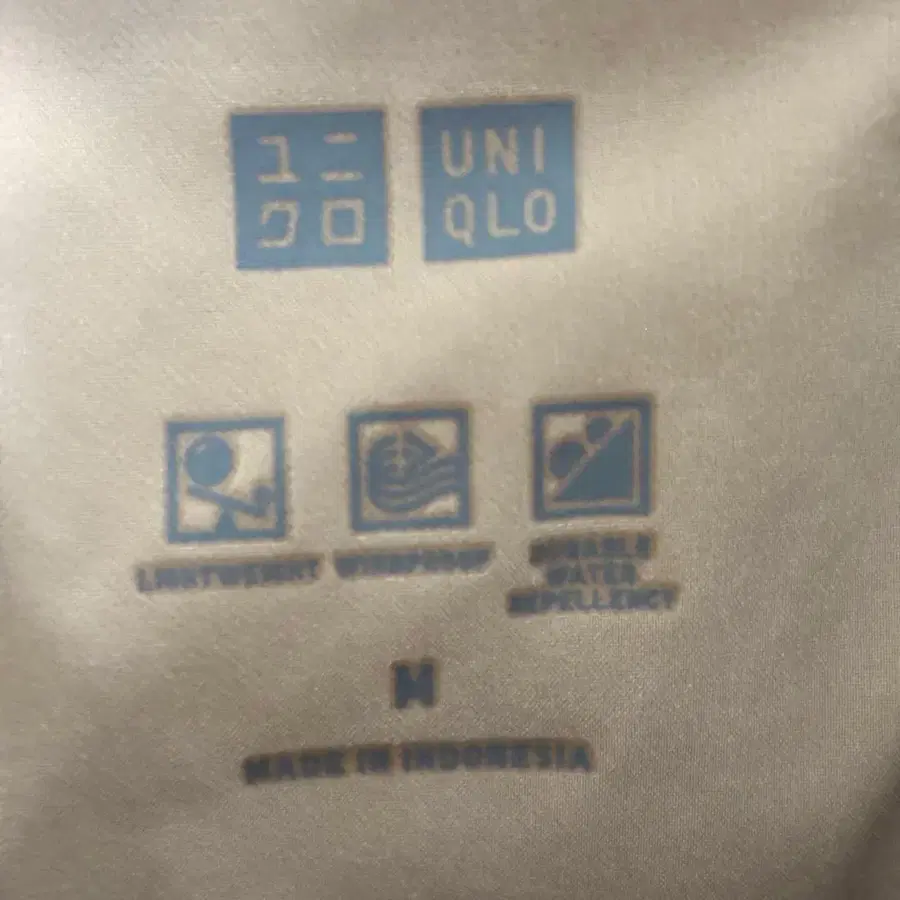 ユニ
クロ
UNI
QLO
LIGHTWEIGHT
WINDPROOF
DURABLE
WATER
REPELLENCY
M
MADE IN INDONESIA